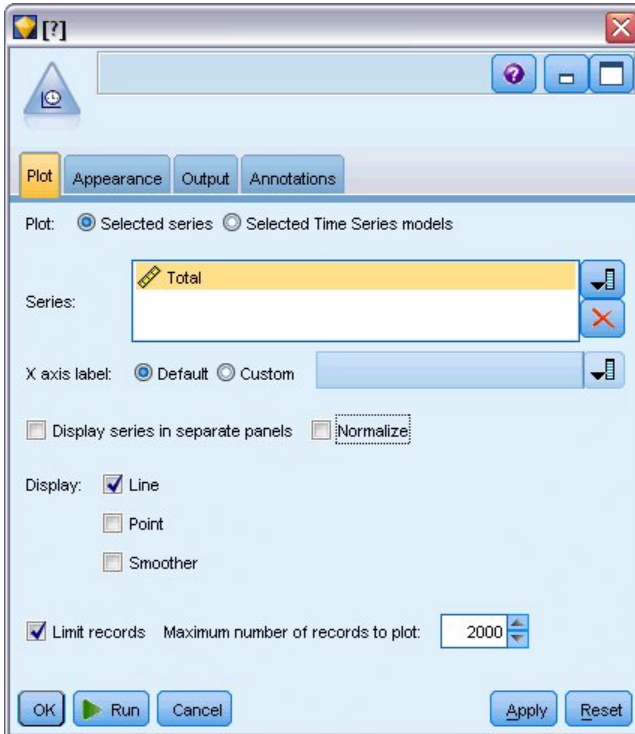 [?]
Plot Appearance Output Annotations
Plot: Selected series Selected Time Series models
Series: Total
X axis label: Default Custom
Display series in separate panels Normalize
Display: Line
Point
Smoother
Limit records Maximum number of records to plot: 2000
OK Run Cancel Apply Reset